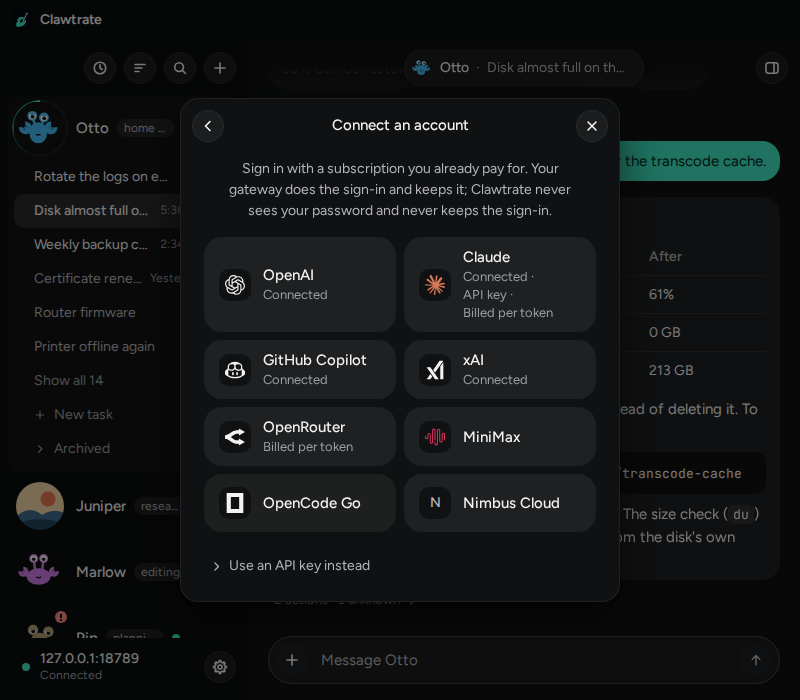 Clawtrate
Otto · Disk almost full on th...
Otto home ...
Rotate the logs on e...
Disk almost full o... 5:36
Weekly backup c... 2:34
Certificate rene... Yeste
Router firmware
Printer offline again
Show all 14
+ New task
Archived
Juniper resea...
Marlow editing
Pip planni...
127.0.0.1:18789
Connected
Connect an account
Sign in with a subscription you already pay for. Your
gateway does the sign-in and keeps it; Clawtrate never
sees your password and never keeps the sign-in.
OpenAI
Connected
Claude
Connected ·
API key ·
Billed per token
GitHub Copilot
Connected
xAI
Connected
OpenRouter
Billed per token
MiniMax
OpenCode Go
N Nimbus Cloud
Use an API key instead
the transcode cache.
After
61%
0 GB
213 GB
ead of deleting it. To
/transcode-cache
The size check ( du )
om the disk's own
Message Otto